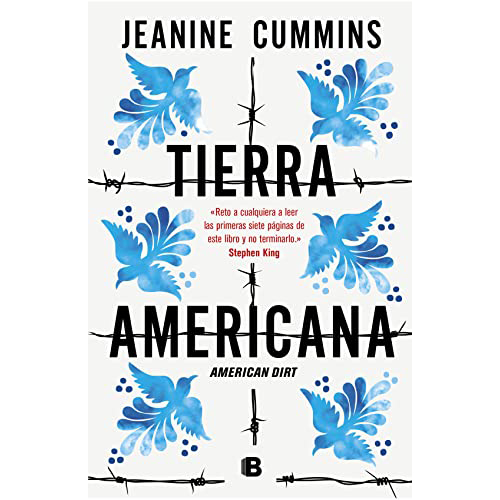 JEANINE CUMMINS
TIERRA
«Reto a cualquiera a leer
las primeras siete páginas de
este libro y no terminarlo.»
Stephen King
AMERICANA
AMERICAN DIRT
B